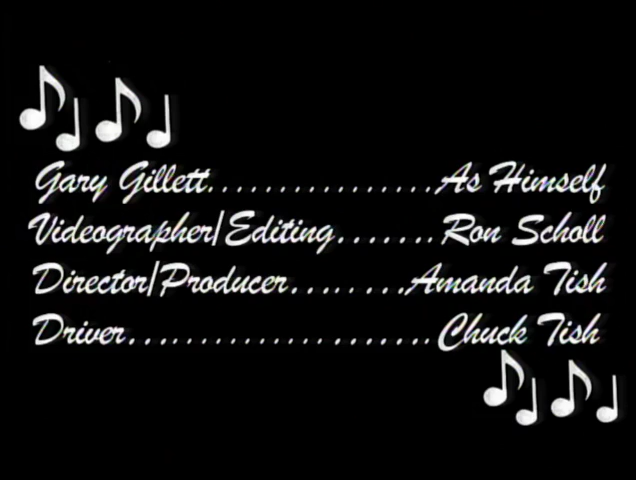 Gary Gillett................As Himself
Videographer/Editing.......Ron Scholl
Director/Producer........Amanda Tish
Driver.....................Chuck Tish